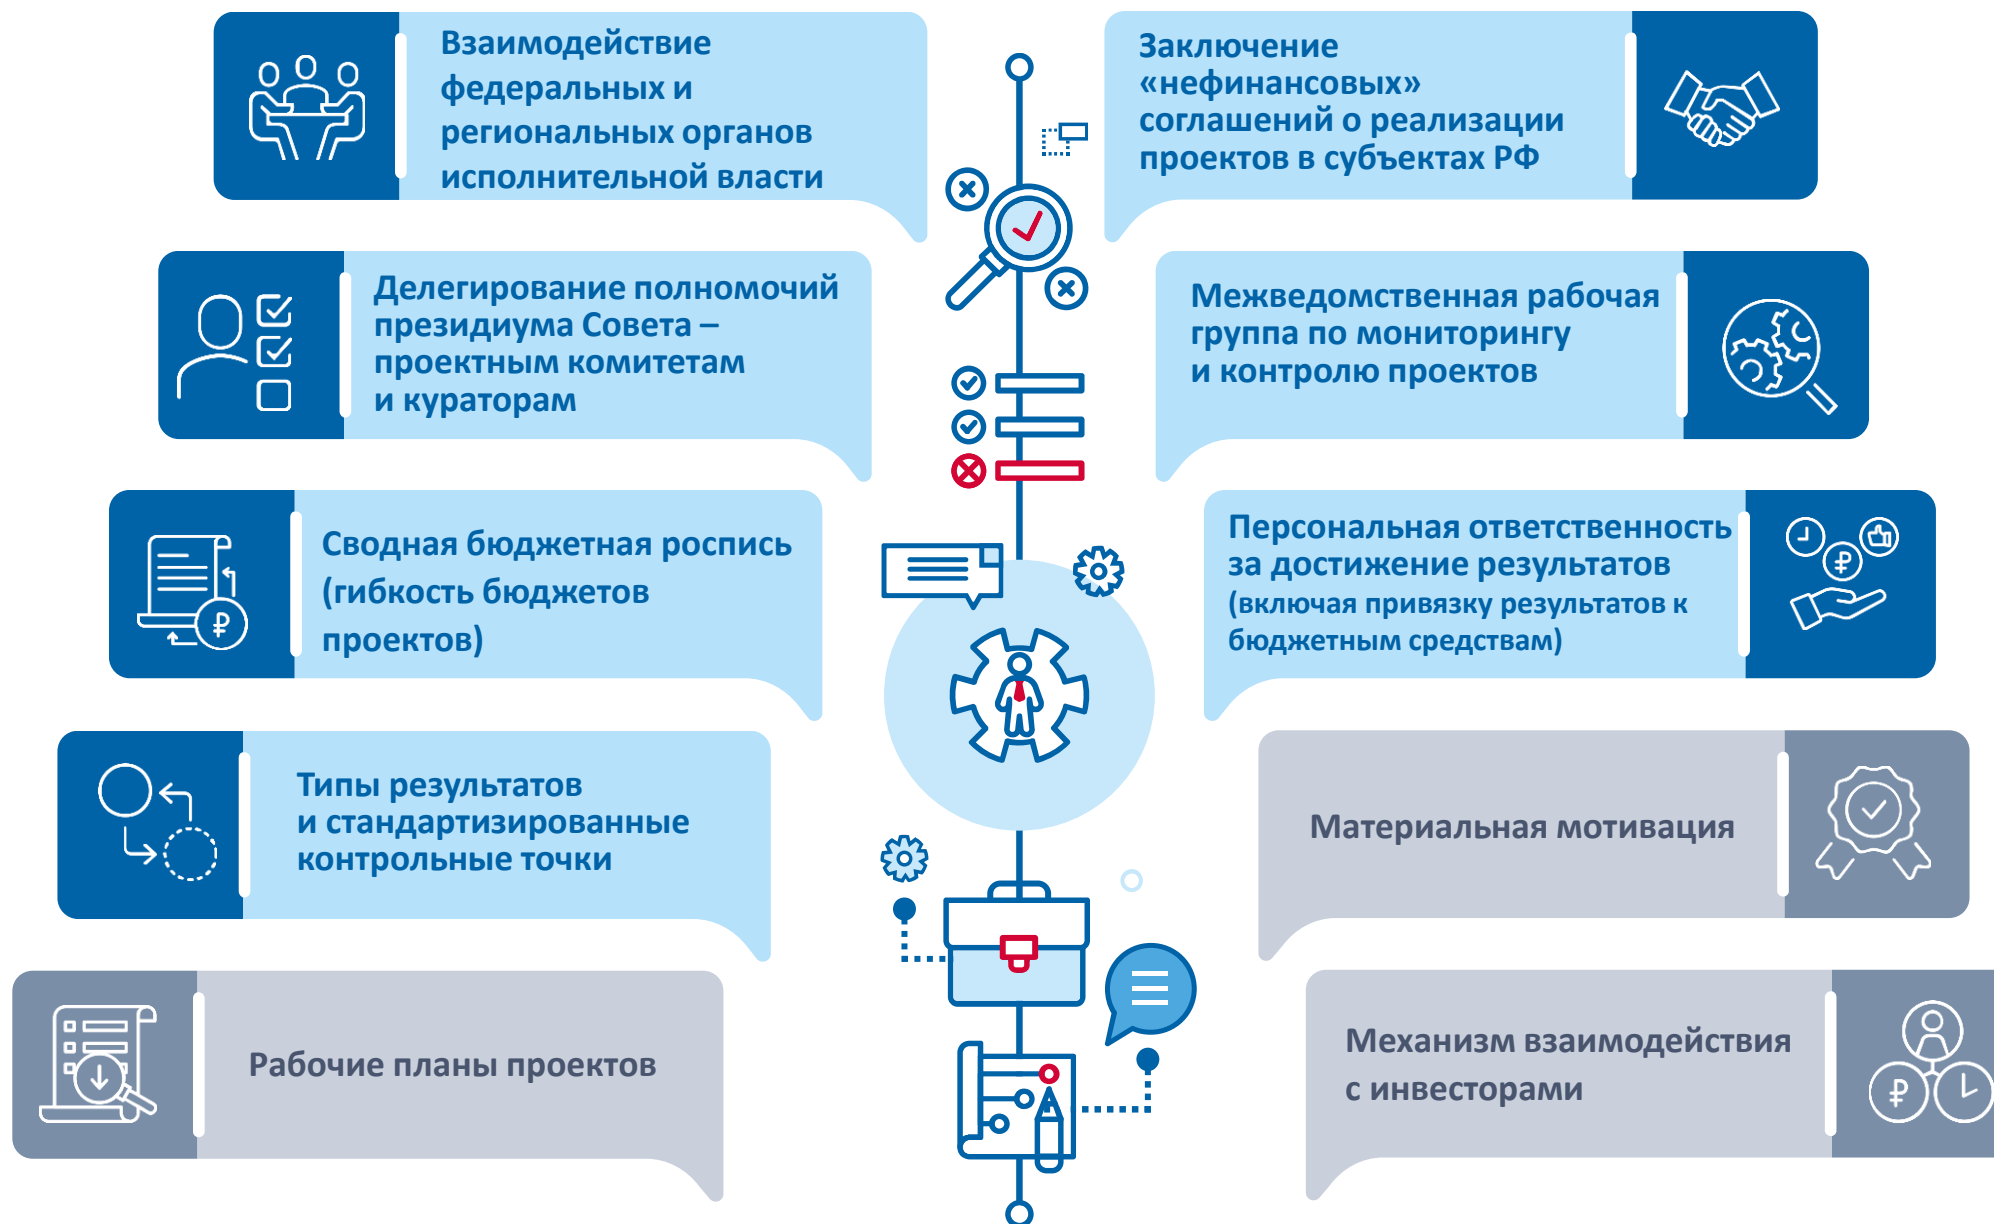 Взаимодействие
федеральных и
региональных органов
исполнительной власти
Делегирование полномочий
президиума Совета –
проектным комитетам
и кураторам
Сводная бюджетная роспись
(гибкость бюджетов
проектов)
Типы результатов
и стандартизированные
контрольные точки
Рабочие планы проектов
Заключение
«нефинансовых»
соглашений о реализации
проектов в субъектах РФ
Межведомственная рабочая
группа по мониторингу
и контролю проектов
Персональная ответственность
за достижение результатов
(включая привязку результатов к
бюджетным средствам)
Материальная мотивация
Механизм взаимодействия
с инвесторами